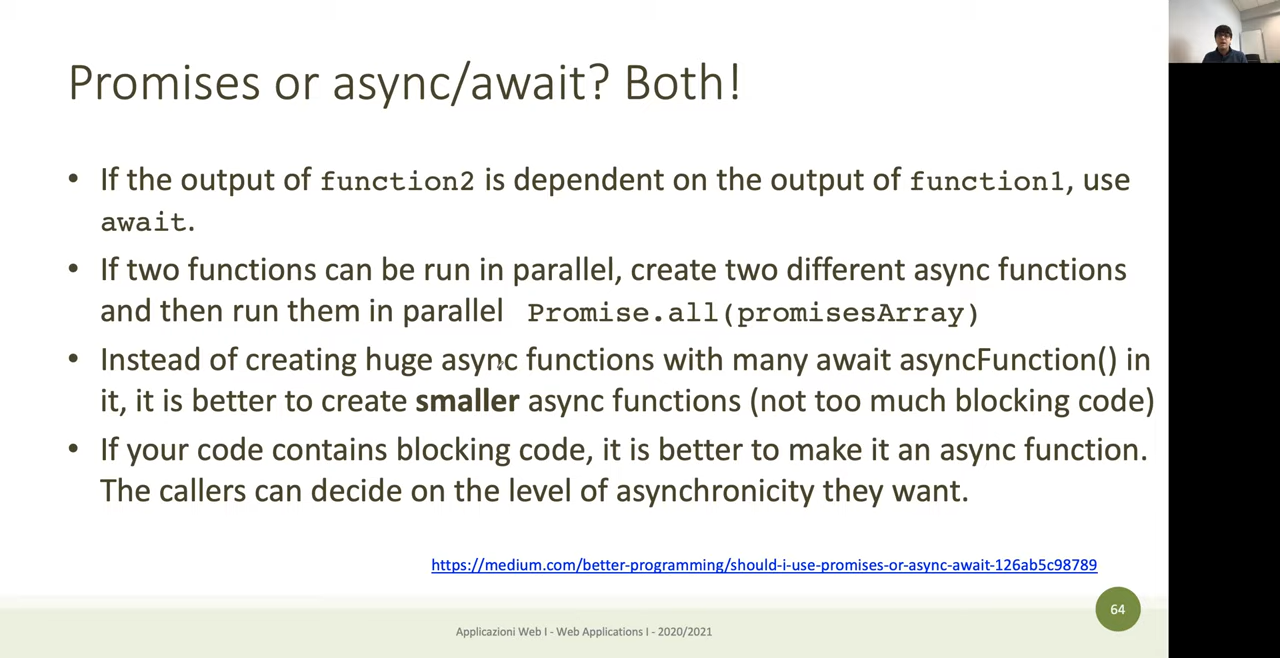 Promises or async/await? Both!
• If the output of function2 is dependent on the output of function1, use
await.
• If two functions can be run in parallel, create two different async functions
and then run them in parallel Promise.all(promisesArray)
• Instead of creating huge async functions with many await asyncFunction() in
it, it is better to create smaller async functions (not too much blocking code)
• If your code contains blocking code, it is better to make it an async function.
The callers can decide on the level of asynchronicity they want.
https://medium.com/better-programming/should-i-use-promises-or-async-await-126ab5c98789
64
Applicazioni Web I - Web Applications I - 2020/2021